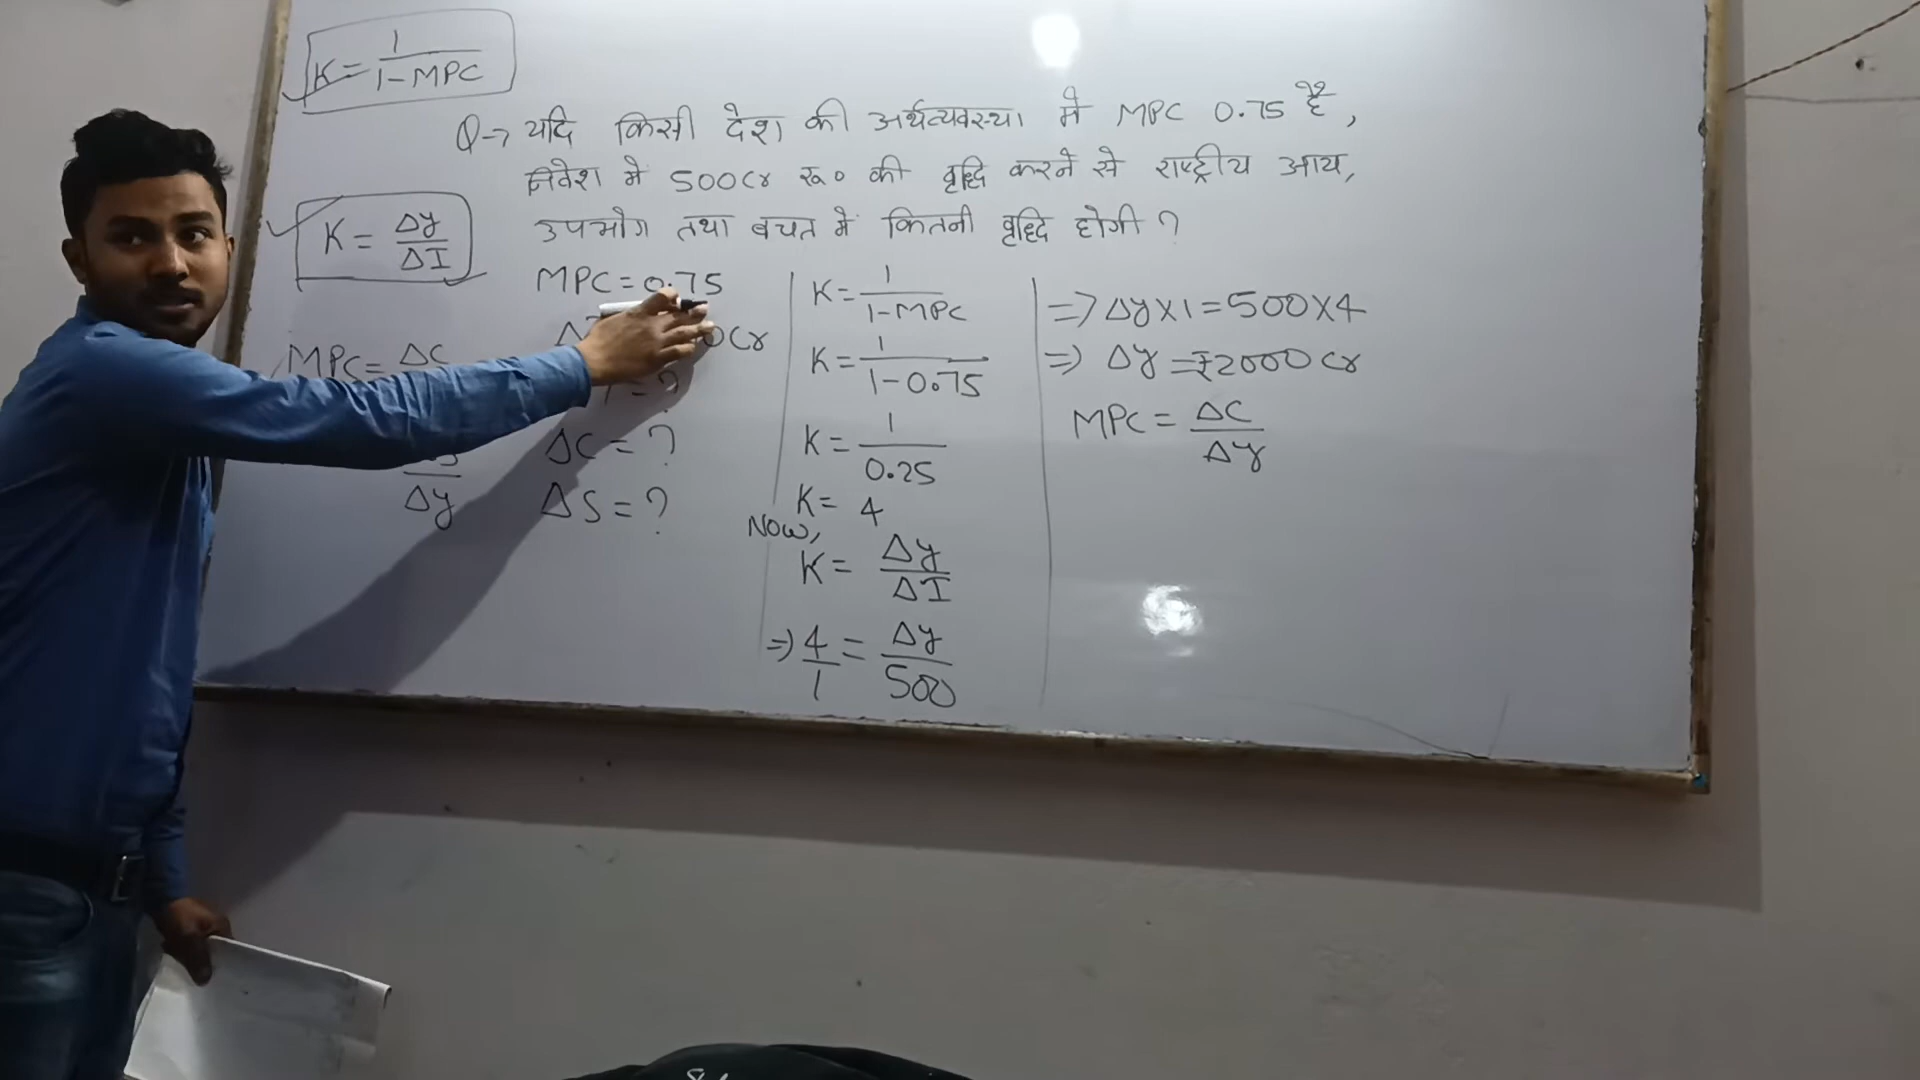 K = 1/(1-MPC)
Q→ यदि किसी देश की अर्थव्यवस्था में MPC 0.75 है,
निवेश में 500Cr रू० की वृद्धि करने से राष्ट्रीय आय,
उपभोग तथा बचत में कितनी वृद्धि होगी ?
K = ΔY/ΔI
MPC = ΔC
Δy
MPC = 0.75
Cr
= ?
ΔC = ?
ΔS = ?
K = 1/(1-MPC)
K = 1/(1-0.75)
K = 1/0.25
K = 4
Now,
K = Δy/ΔI
⇒ 4/1 = Δy/500
⇒ Δy×1 = 500×4
⇒ Δy = ₹2000 Cr
MPC = ΔC/Δy